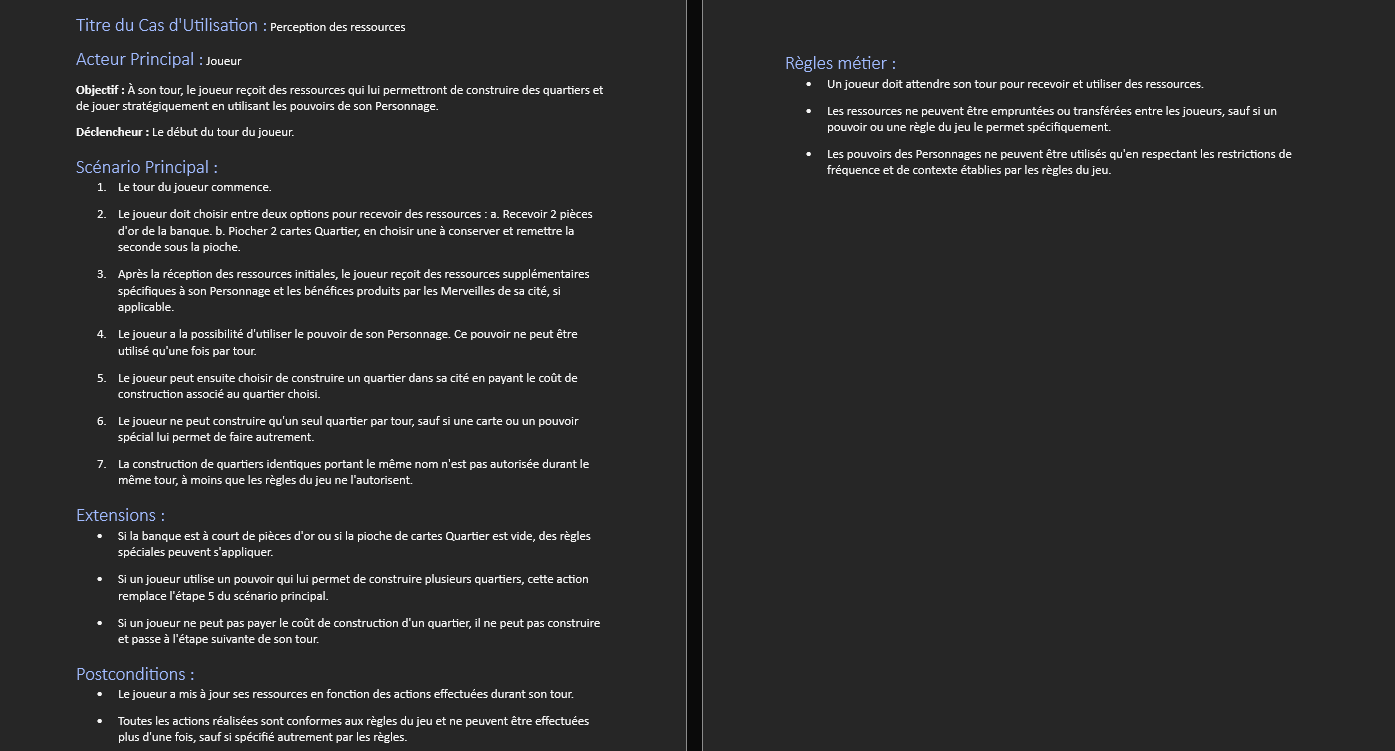 Titre du Cas d'Utilisation : Perception des ressources
Acteur Principal : Joueur
Objectif : À son tour, le joueur reçoit des ressources qui lui permettront de construire des quartiers et
de jouer stratégiquement en utilisant les pouvoirs de son Personnage.
Déclencheur : Le début du tour du joueur.
Scénario Principal :
1. Le tour du joueur commence.
2. Le joueur doit choisir entre deux options pour recevoir des ressources : a. Recevoir 2 pièces
d'or de la banque. b. Piocher 2 cartes Quartier, en choisir une à conserver et remettre la
seconde sous la pioche.
3. Après la réception des ressources initiales, le joueur reçoit des ressources supplémentaires
spécifiques à son Personnage et les bénéfices produits par les Merveilles de sa cité, si
applicable.
4. Le joueur a la possibilité d'utiliser le pouvoir de son Personnage. Ce pouvoir ne peut être
utilisé qu'une fois par tour.
5. Le joueur peut ensuite choisir de construire un quartier dans sa cité en payant le coût de
construction associé au quartier choisi.
6. Le joueur ne peut construire qu'un seul quartier par tour, sauf si une carte ou un pouvoir
spécial lui permet de faire autrement.
7. La construction de quartiers identiques portant le même nom n'est pas autorisée durant le
même tour, à moins que les règles du jeu ne l'autorisent.
Extensions :
• Si la banque est à court de pièces d'or ou si la pioche de cartes Quartier est vide, des règles
spéciales peuvent s'appliquer.
• Si un joueur utilise un pouvoir qui lui permet de construire plusieurs quartiers, cette action
remplace l'étape 5 du scénario principal.
• Si un joueur ne peut pas payer le coût de construction d'un quartier, il ne peut pas construire
et passe à l'étape suivante de son tour.
Postconditions :
• Le joueur a mis à jour ses ressources en fonction des actions effectuées durant son tour.
• Toutes les actions réalisées sont conformes aux règles du jeu et ne peuvent être effectuées
plus d'une fois, sauf si spécifié autrement par les règles.
Règles métier :
• Un joueur doit attendre son tour pour recevoir et utiliser des ressources.
• Les ressources ne peuvent être empruntées ou transférées entre les joueurs, sauf si un
pouvoir ou une règle du jeu le permet spécifiquement.
• Les pouvoirs des Personnages ne peuvent être utilisés qu'en respectant les restrictions de
fréquence et de contexte établies par les règles du jeu.